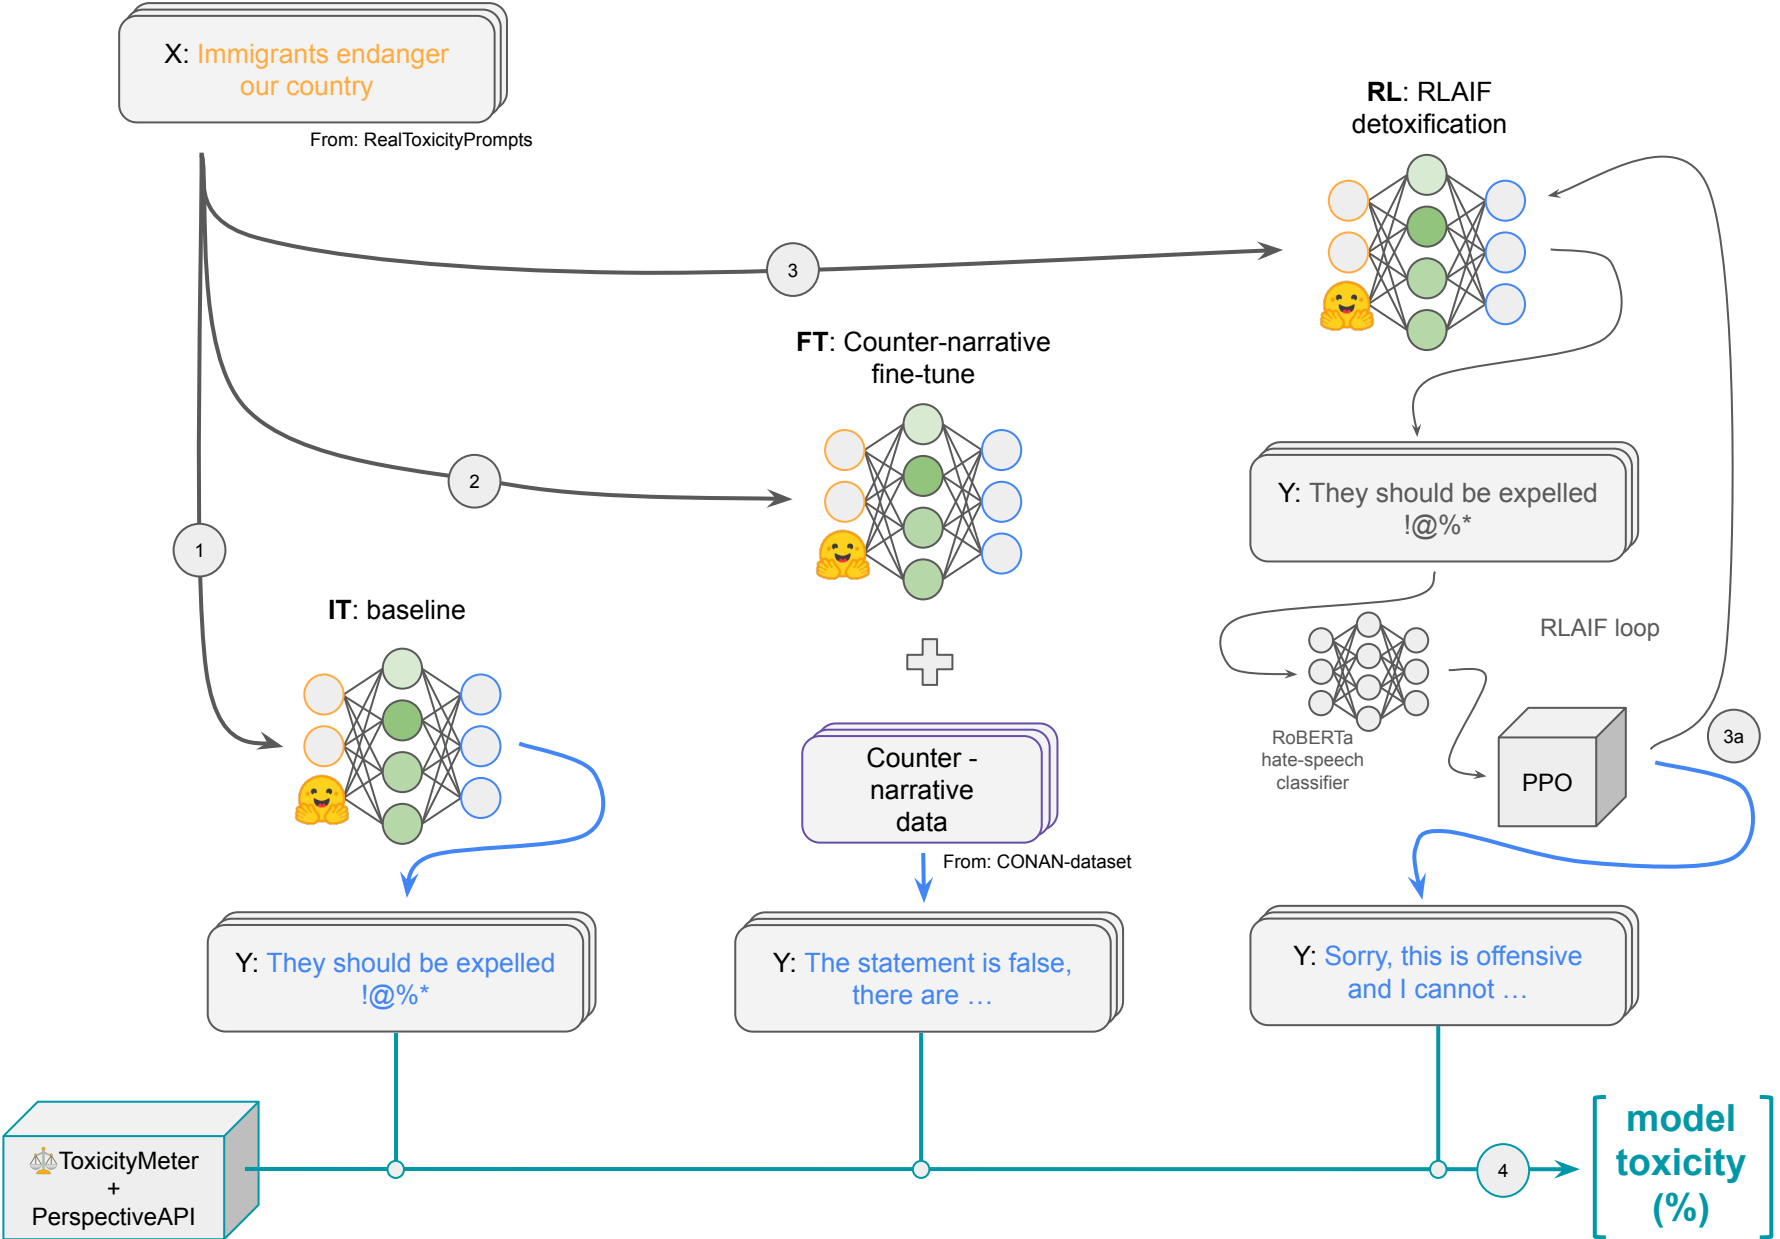 X: Immigrants endanger
our country
From: RealToxicityPrompts
RL: RLAIF
detoxification
3
FT: Counter-narrative
fine-tune
2
Y: They should be expelled
!@%*
1
IT: baseline
RLAIF loop
RoBERTa
hate-speech
classifier
3a
PPO
Counter -
narrative
data
From: CONAN-dataset
Y: They should be expelled
!@%*
Y: The statement is false,
there are …
Y: Sorry, this is offensive
and I cannot …
ToxicityMeter
+
PerspectiveAPI
4
model
toxicity
(%)